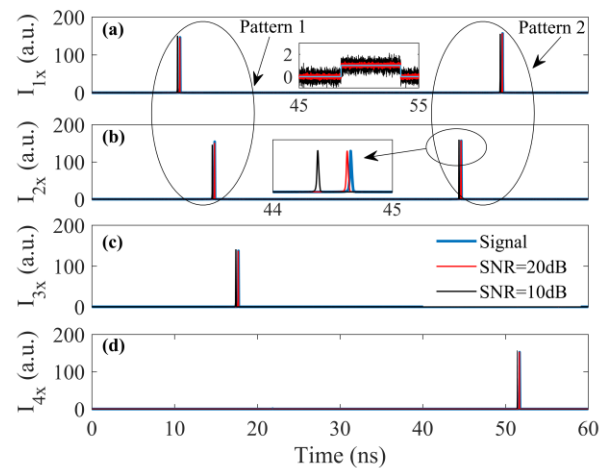 Pattern 1
Pattern 2
200
100
0
I1x (a.u.)
(a)
2
0
45
55
200
100
0
I2x (a.u.)
(b)
44
45
200
100
0
I3x (a.u.)
(c)
Signal
SNR=20dB
SNR=10dB
200
100
0
I4x (a.u.)
(d)
0
10
20
30
40
50
60
Time (ns)